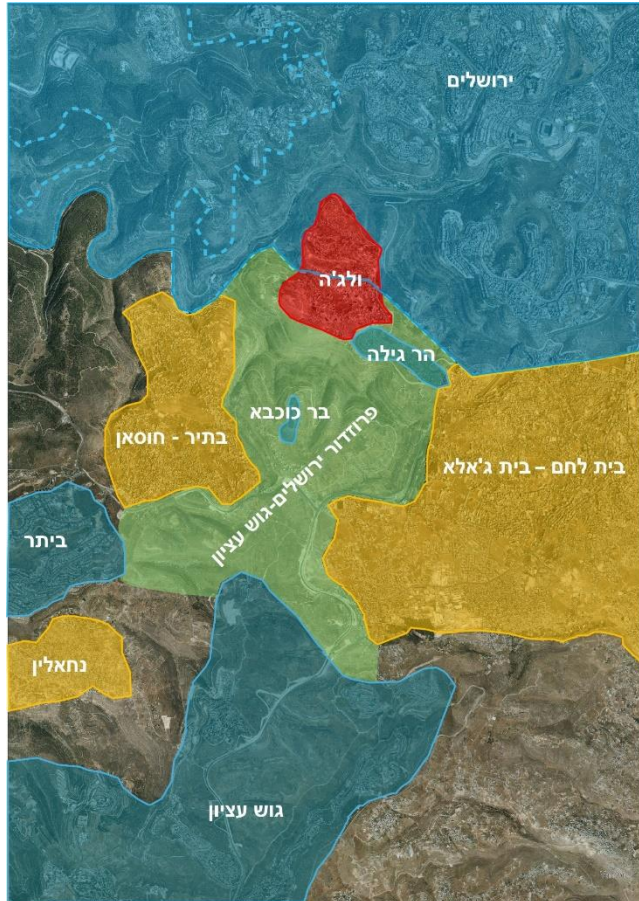 ירושלים
ולג'ה
הר גילה
בר כוכבא
בתיר - חוסאן
פרוזדור ירושלים-גוש עציון
בית לחם – בית ג'אלא
ביתר
נחאלין
גוש עציון